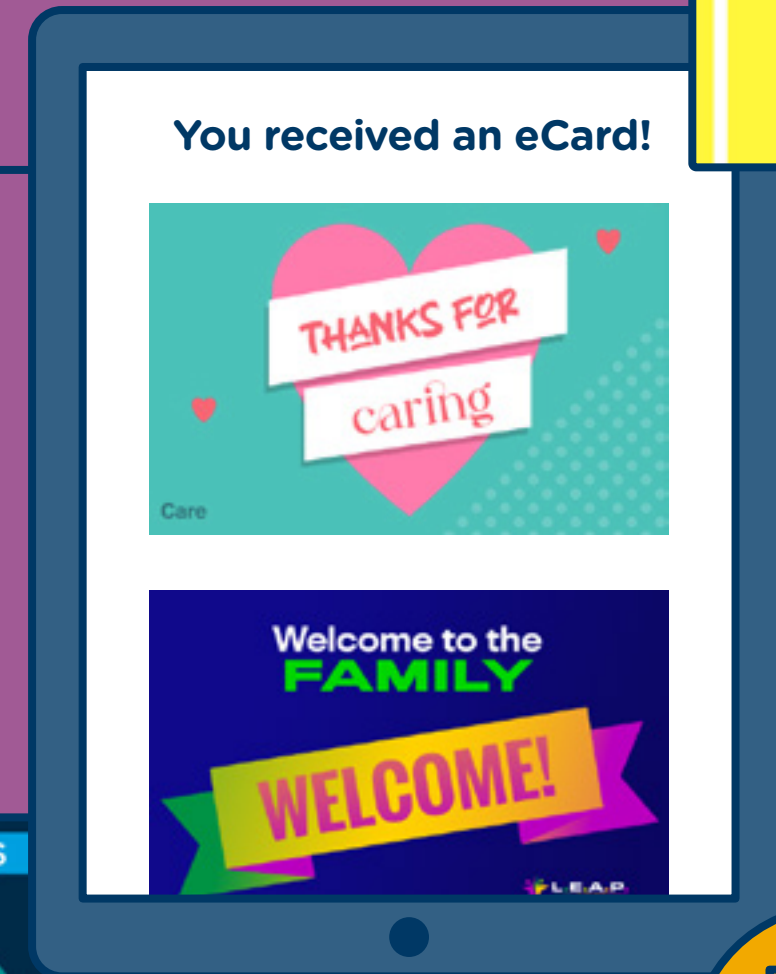 You received an eCard!
THANKS FOR
caring
Care
Welcome to the
FAMILY
WELCOME!
L.E.A.P.
S